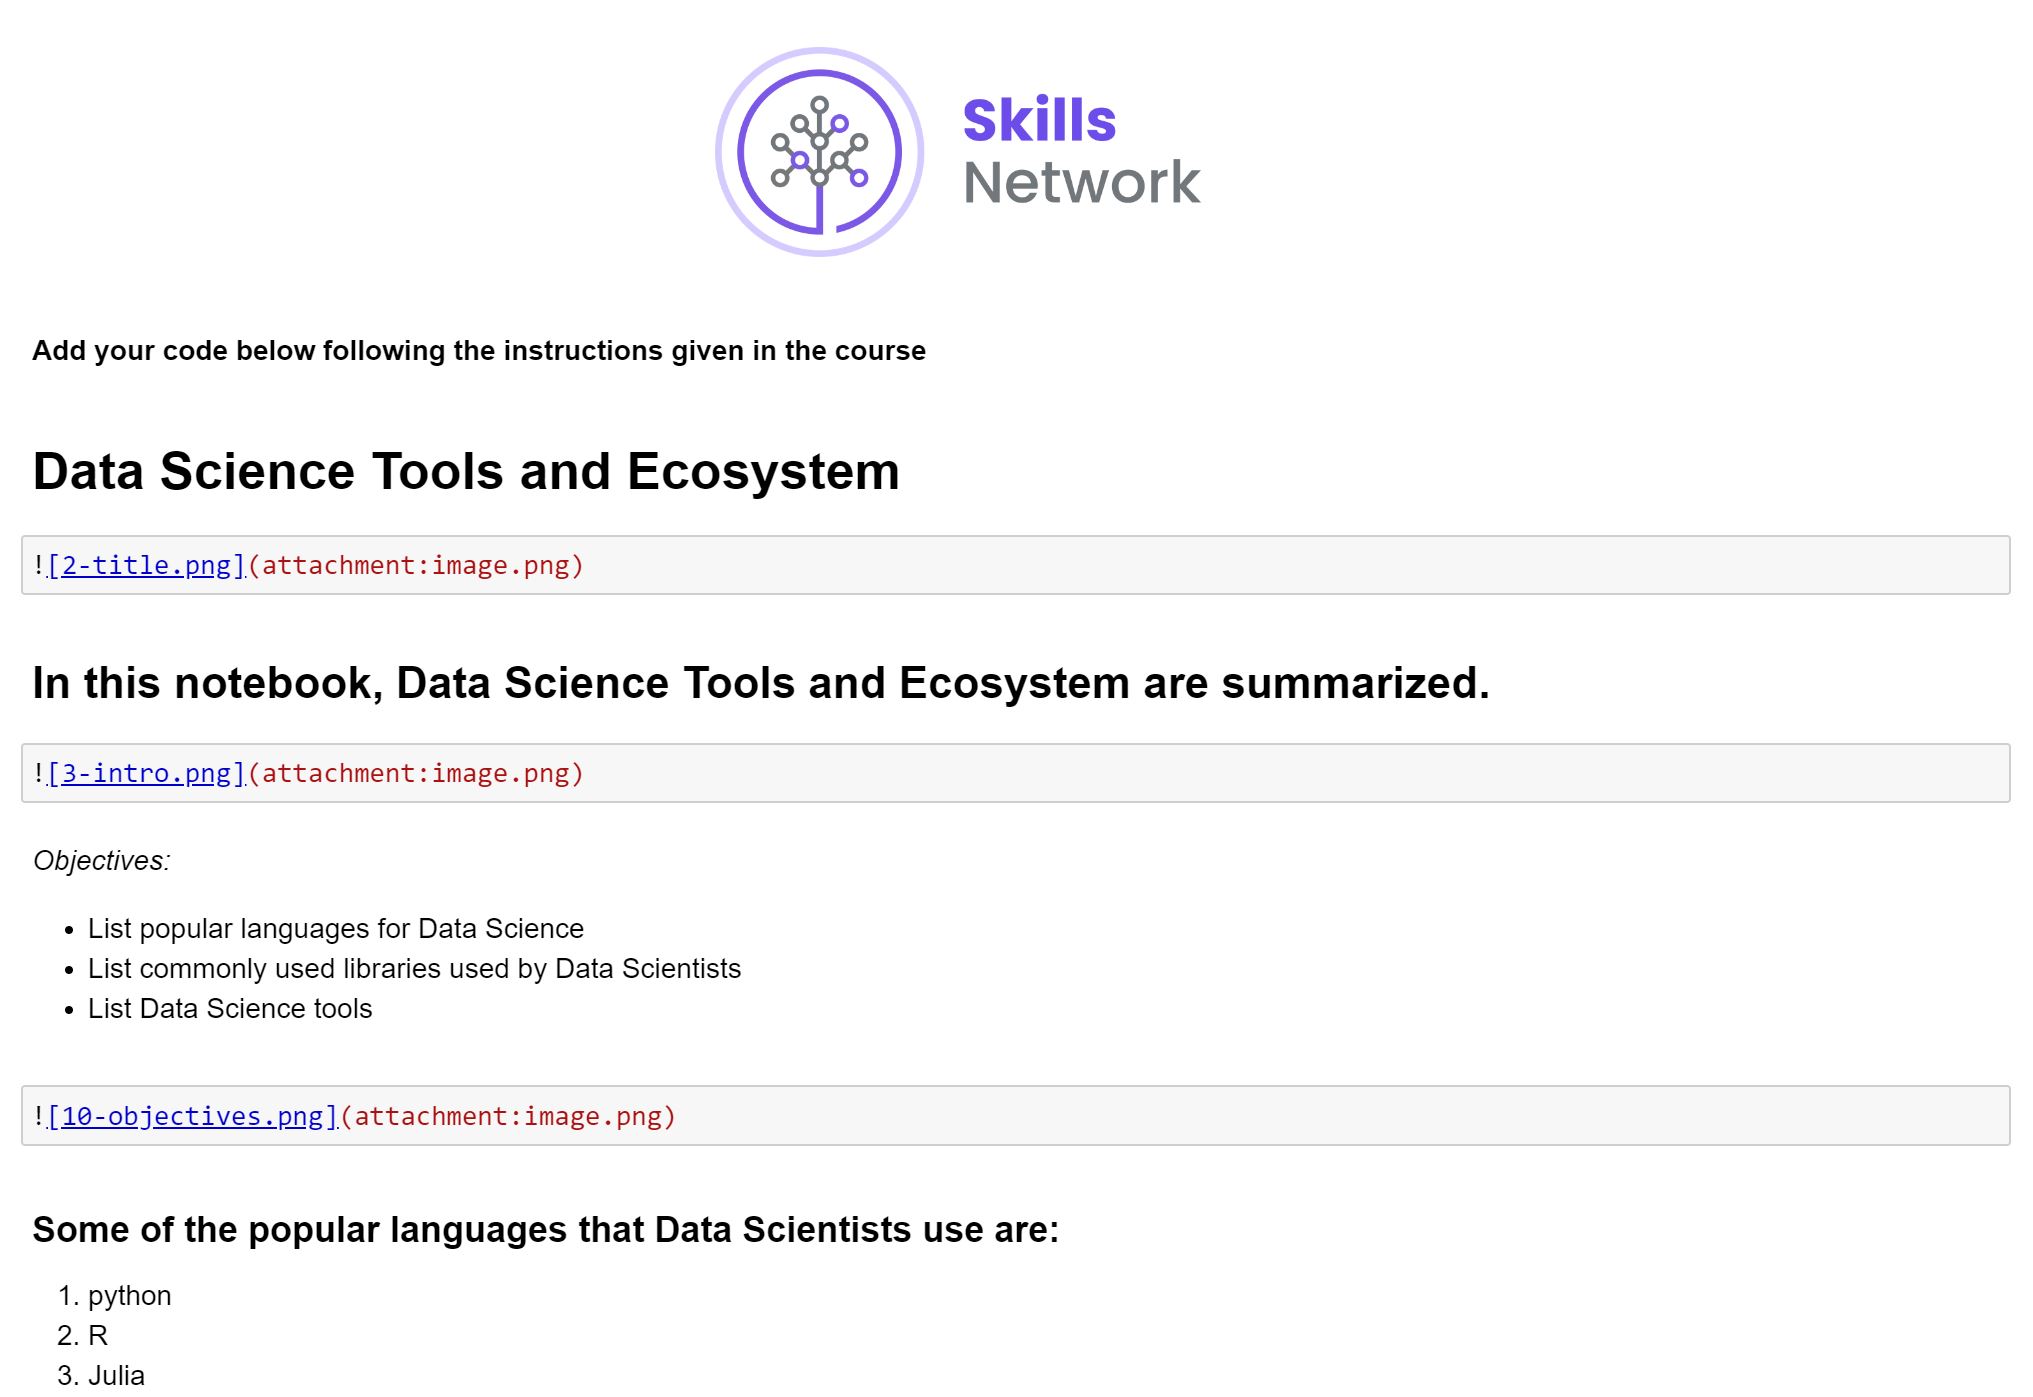 Skills
Network
Add your code below following the instructions given in the course
Data Science Tools and Ecosystem
![2-title.png](attachment:image.png)
In this notebook, Data Science Tools and Ecosystem are summarized.
![3-intro.png](attachment:image.png)
Objectives:
• List popular languages for Data Science
• List commonly used libraries used by Data Scientists
• List Data Science tools
![10-objectives.png](attachment:image.png)
Some of the popular languages that Data Scientists use are:
1. python
2. R
3. Julia